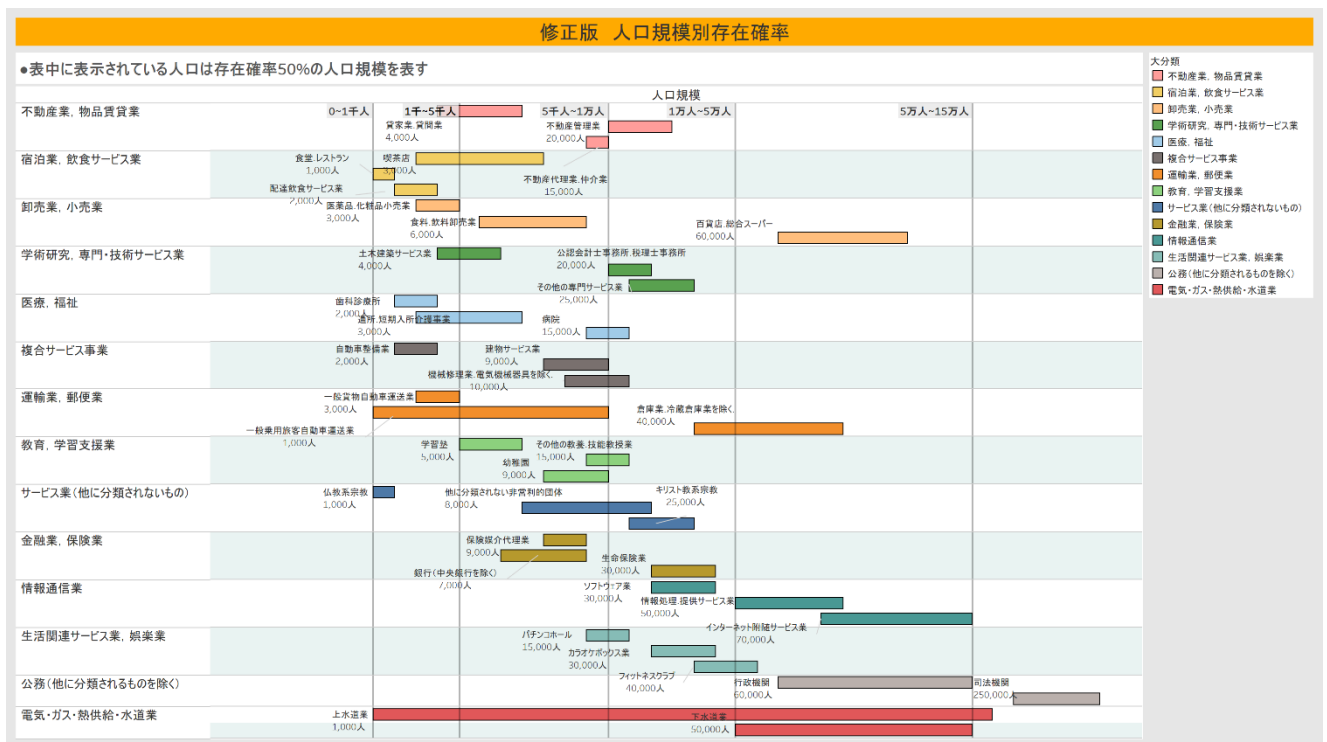 修正版 人口規模別存在確率
●表中に表示されている人口は存在確率50%の人口規模を表す
人口規模
0~1千人
1千~5千人
5千人~1万人
1万人~5万人
5万人~15万人
不動産業, 物品賃貸業
貸家業.貸間業
4,000人
不動産管理業
20,000人
不動産代理業.仲介業
15,000人
宿泊業, 飲食サービス業
食堂.レストラン
1,000人
喫茶店
3,000人
配達飲食サービス業
2,000人
卸売業, 小売業
医薬品.化粧品小売業
3,000人
食料.飲料卸売業
6,000人
百貨店.総合スーパー
60,000人
学術研究, 専門・技術サービス業
土木建築サービス業
4,000人
公認会計士事務所.税理士事務所
20,000人
その他の専門サービス業
25,000人
医療, 福祉
歯科診療所
2,000人
通所.短期入所介護事業
3,000人
病院
15,000人
複合サービス事業
自動車整備業
2,000人
建物サービス業
9,000人
機械修理業.電気機械器具を除く.
10,000人
運輸業, 郵便業
一般貨物自動車運送業
3,000人
一般乗用旅客自動車運送業
1,000人
倉庫業.冷蔵倉庫業を除く.
40,000人
教育, 学習支援業
学習塾
5,000人
その他の教養.技能教授業
15,000人
幼稚園
9,000人
サービス業(他に分類されないもの)
仏教系宗教
1,000人
他に分類されない非営利的団体
8,000人
キリスト教系宗教
25,000人
金融業, 保険業
保険媒介代理業
9,000人
銀行(中央銀行を除く)
7,000人
生命保険業
30,000人
情報通信業
ソフトウェア業
30,000人
情報処理.提供サービス業
50,000人
インターネット附随サービス業
70,000人
生活関連サービス業, 娯楽業
パチンコホール
15,000人
カラオケボックス業
30,000人
フィットネスクラブ
40,000人
公務(他に分類されるものを除く)
行政機関
60,000人
司法機関
250,000人
電気・ガス・熱供給・水道業
上水道業
1,000人
下水道業
50,000人
大分類
不動産業, 物品賃貸業
宿泊業, 飲食サービス業
卸売業, 小売業
学術研究, 専門・技術サービス業
医療, 福祉
複合サービス事業
運輸業, 郵便業
教育, 学習支援業
サービス業(他に分類されないもの)
金融業, 保険業
情報通信業
生活関連サービス業, 娯楽業
公務(他に分類されるものを除く)
電気・ガス・熱供給・水道業